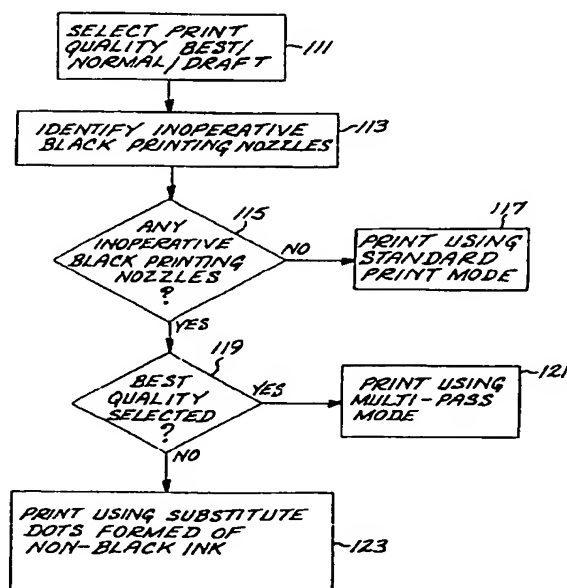 SELECT PRINT
QUALITY BEST/
NORMAL/DRAFT
111
IDENTIFY INOPERATIVE
BLACK PRINTING NOZZLES
113
ANY
INOPERATIVE
BLACK PRINTING
NOZZLES
?
115
NO
PRINT USING
STANDARD
PRINT MODE
117
YES
BEST
QUALITY
SELECTED
?
119
YES
PRINT USING
MULTI-PASS
MODE
121
NO
PRINT USING SUBSTITUTE
DOTS FORMED OF
NON-BLACK INK
123